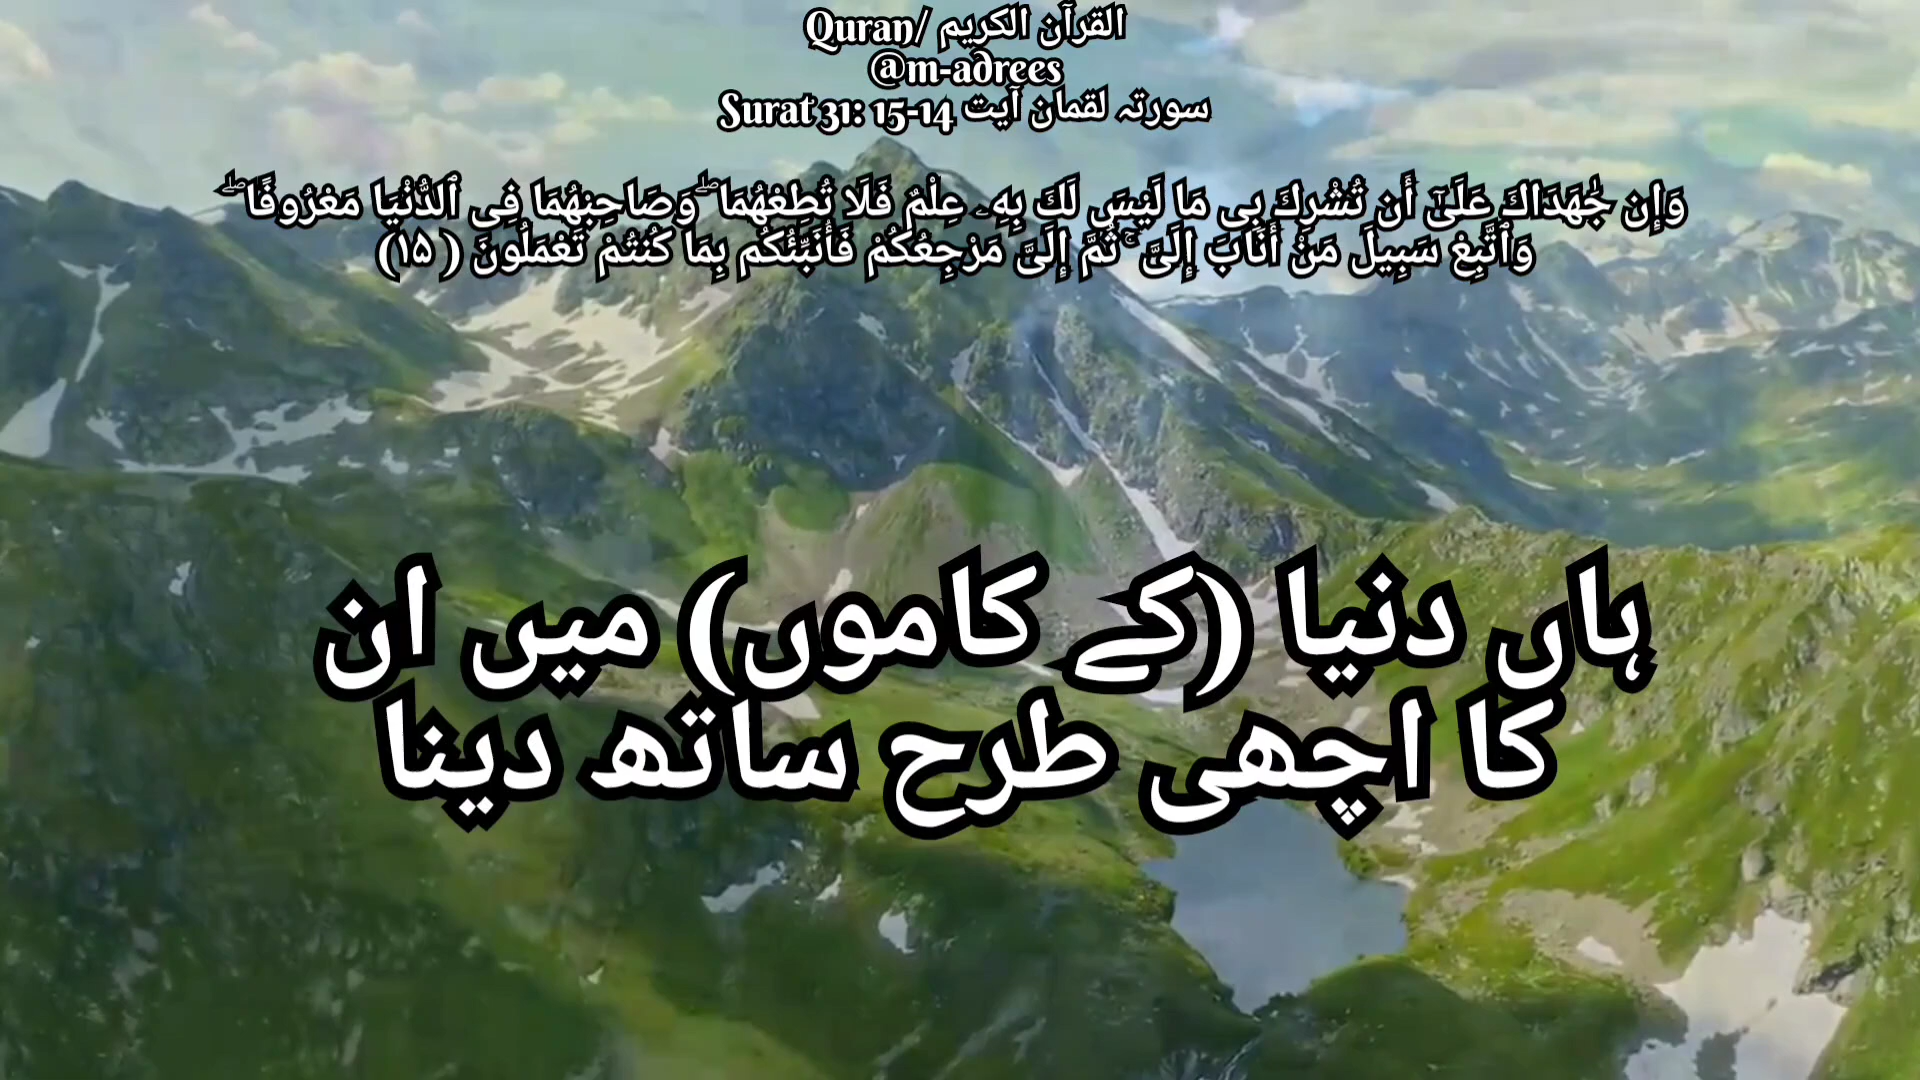 Quran/ القرآن الكريم
@m-adrees
Surat 31: 15-14 سورتہ لقمان آیت
وَإِن جَٰهَدَاكَ عَلَىٰٓ أَن تُشْرِكَ بِى مَا لَيْسَ لَكَ بِهِۦ عِلْمٌ فَلَا تُطِعْهُمَا ۖ وَصَاحِبْهُمَا فِى ٱلدُّنْيَا مَعْرُوفًا ۖ
وَٱتَّبِعْ سَبِيلَ مَنْ أَنَابَ إِلَىَّ ۚ ثُمَّ إِلَىَّ مَرْجِعُكُمْ فَأُنَبِّئُكُم بِمَا كُنتُمْ تَعْمَلُونَ (۱۵)
ہاں دنیا (کے کاموں) میں ان
کا اچھی طرح ساتھ دینا